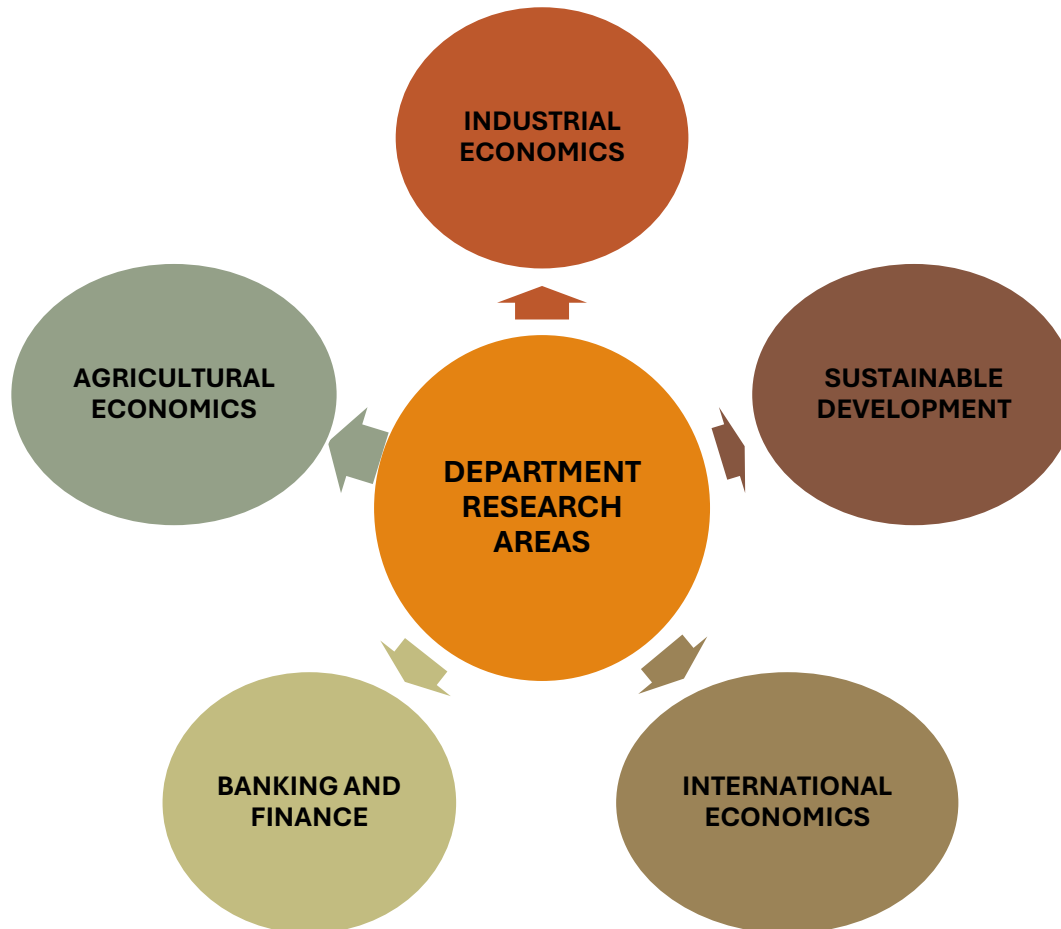 INDUSTRIAL
ECONOMICS
AGRICULTURAL
ECONOMICS
SUSTAINABLE
DEVELOPMENT
DEPARTMENT
RESEARCH
AREAS
BANKING AND
FINANCE
INTERNATIONAL
ECONOMICS